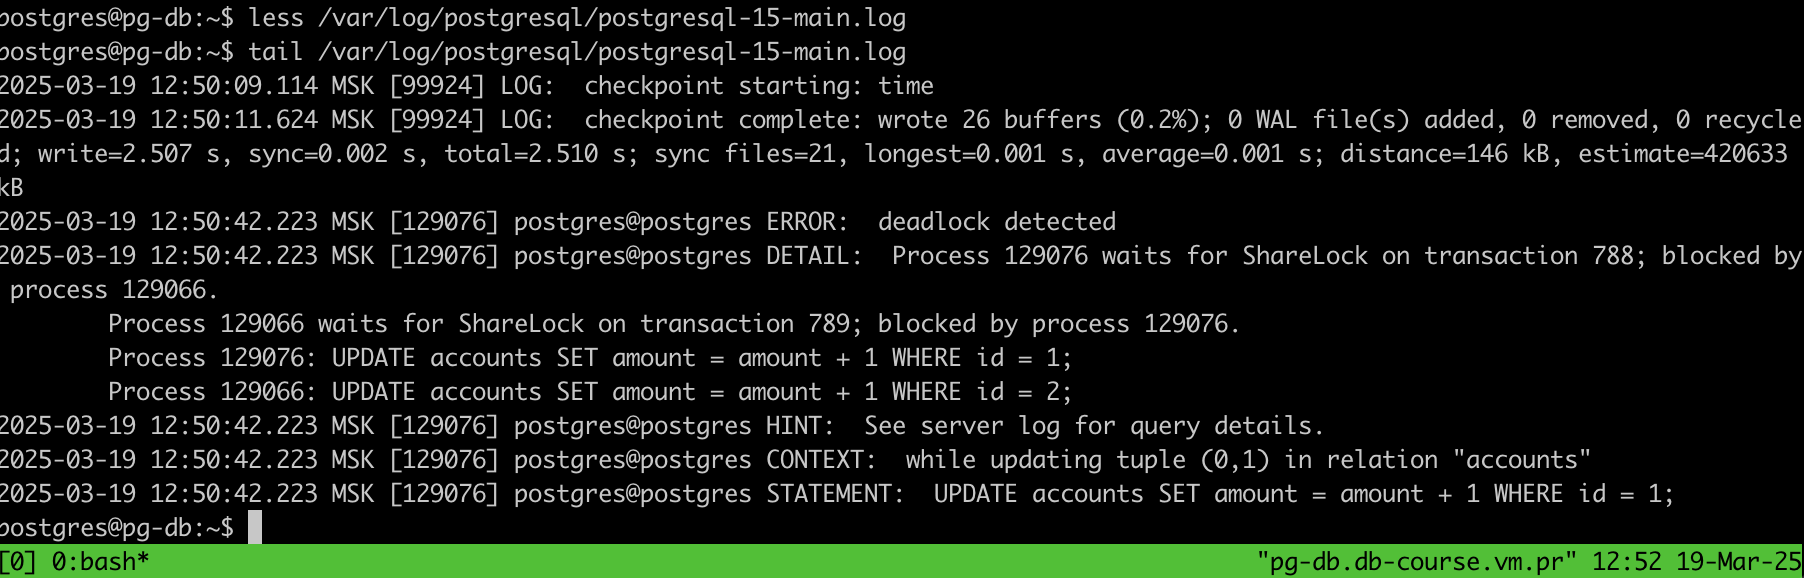 postgres@pg-db:~$ less /var/log/postgresql/postgresql-15-main.log
postgres@pg-db:~$ tail /var/log/postgresql/postgresql-15-main.log
2025-03-19 12:50:09.114 MSK [99924] LOG:  checkpoint starting: time
2025-03-19 12:50:11.624 MSK [99924] LOG:  checkpoint complete: wrote 26 buffers (0.2%); 0 WAL file(s) added, 0 removed, 0 recycle
d; write=2.507 s, sync=0.002 s, total=2.510 s; sync files=21, longest=0.001 s, average=0.001 s; distance=146 kB, estimate=420633
kB
2025-03-19 12:50:42.223 MSK [129076] postgres@postgres ERROR:  deadlock detected
2025-03-19 12:50:42.223 MSK [129076] postgres@postgres DETAIL:  Process 129076 waits for ShareLock on transaction 788; blocked by
 process 129066.
        Process 129066 waits for ShareLock on transaction 789; blocked by process 129076.
        Process 129076: UPDATE accounts SET amount = amount + 1 WHERE id = 1;
        Process 129066: UPDATE accounts SET amount = amount + 1 WHERE id = 2;
2025-03-19 12:50:42.223 MSK [129076] postgres@postgres HINT:  See server log for query details.
2025-03-19 12:50:42.223 MSK [129076] postgres@postgres CONTEXT:  while updating tuple (0,1) in relation "accounts"
2025-03-19 12:50:42.223 MSK [129076] postgres@postgres STATEMENT:  UPDATE accounts SET amount = amount + 1 WHERE id = 1;
postgres@pg-db:~$
[0] 0:bash* "pg-db.db-course.vm.pr" 12:52 19-Mar-25